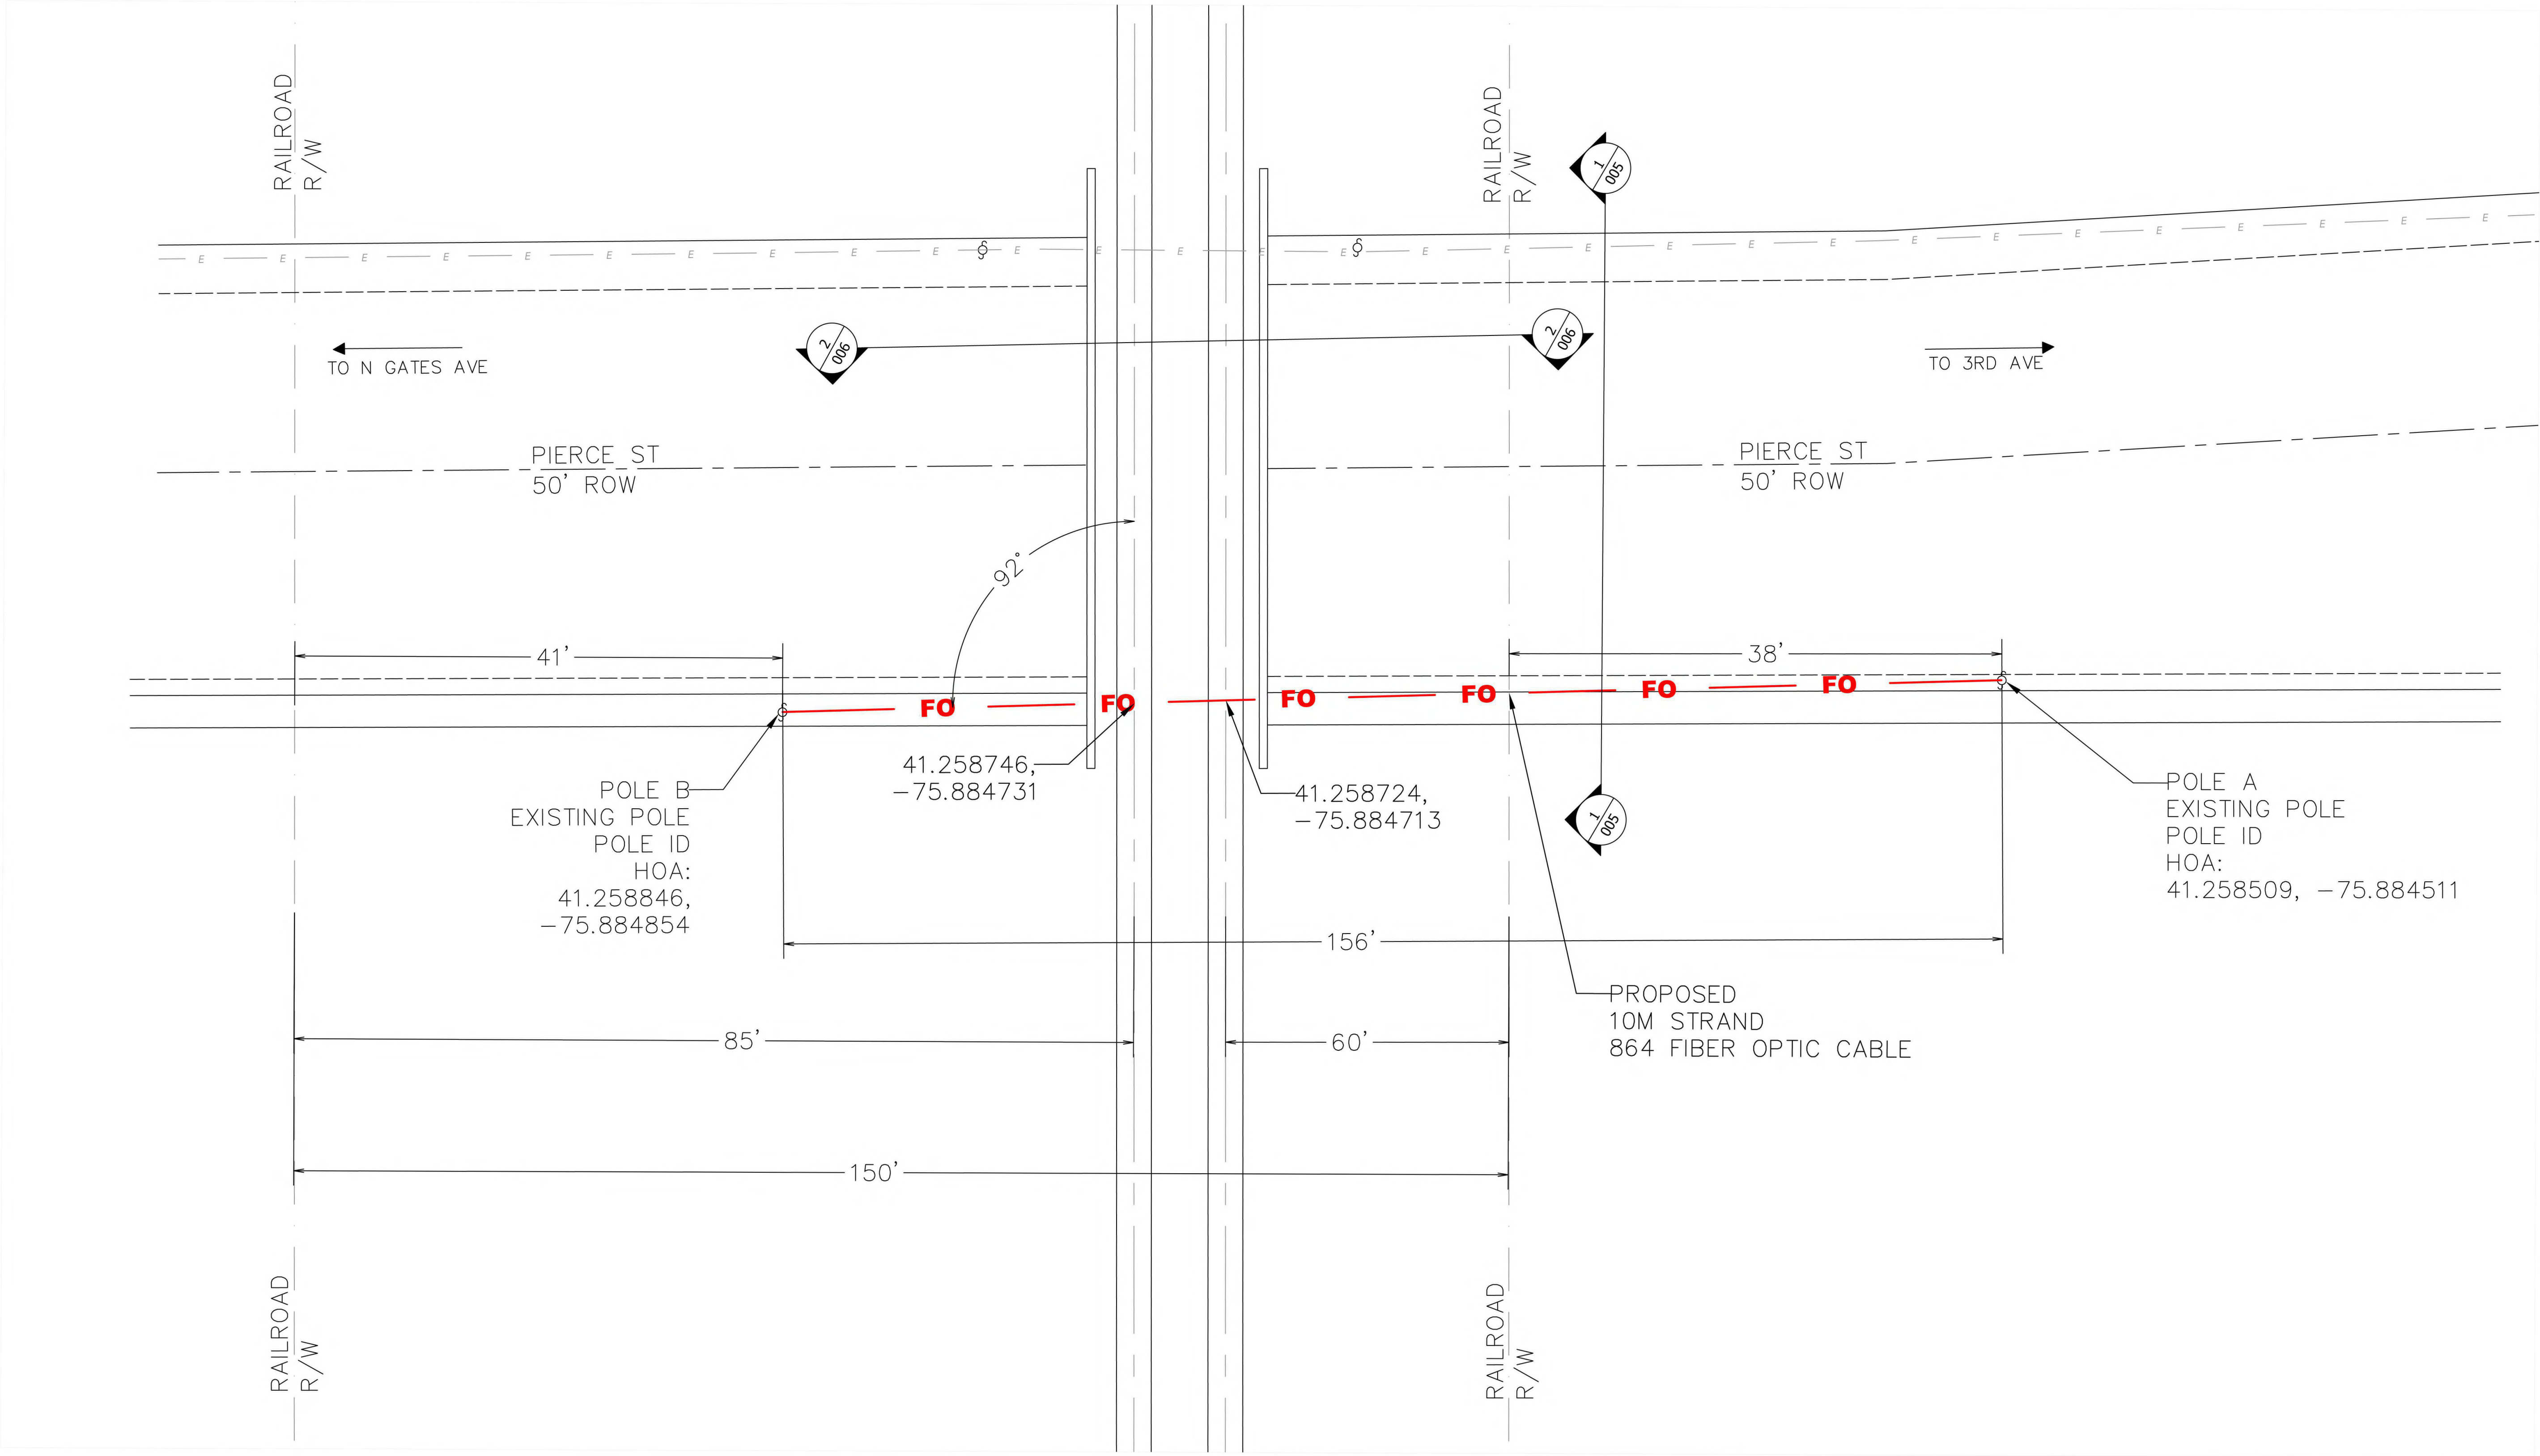 RAILROAD
R/W
RAILROAD
R/W
1
005
E E E E E E E E E E E E E E E E E E E E E E E E E E E E E
2
006
2
006
TO N GATES AVE
TO 3RD AVE
PIERCE ST
50' ROW
PIERCE ST
50' ROW
92°
41'
38'
FO FO FO FO FO FO
41.258746,
-75.884731
41.258724,
-75.884713
POLE B
EXISTING POLE
POLE ID
HOA:
41.258846,
-75.884854
1
005
POLE A
EXISTING POLE
POLE ID
HOA:
41.258509, -75.884511
156'
PROPOSED
10M STRAND
864 FIBER OPTIC CABLE
85'
60'
150'
RAILROAD
R/W
RAILROAD
R/W